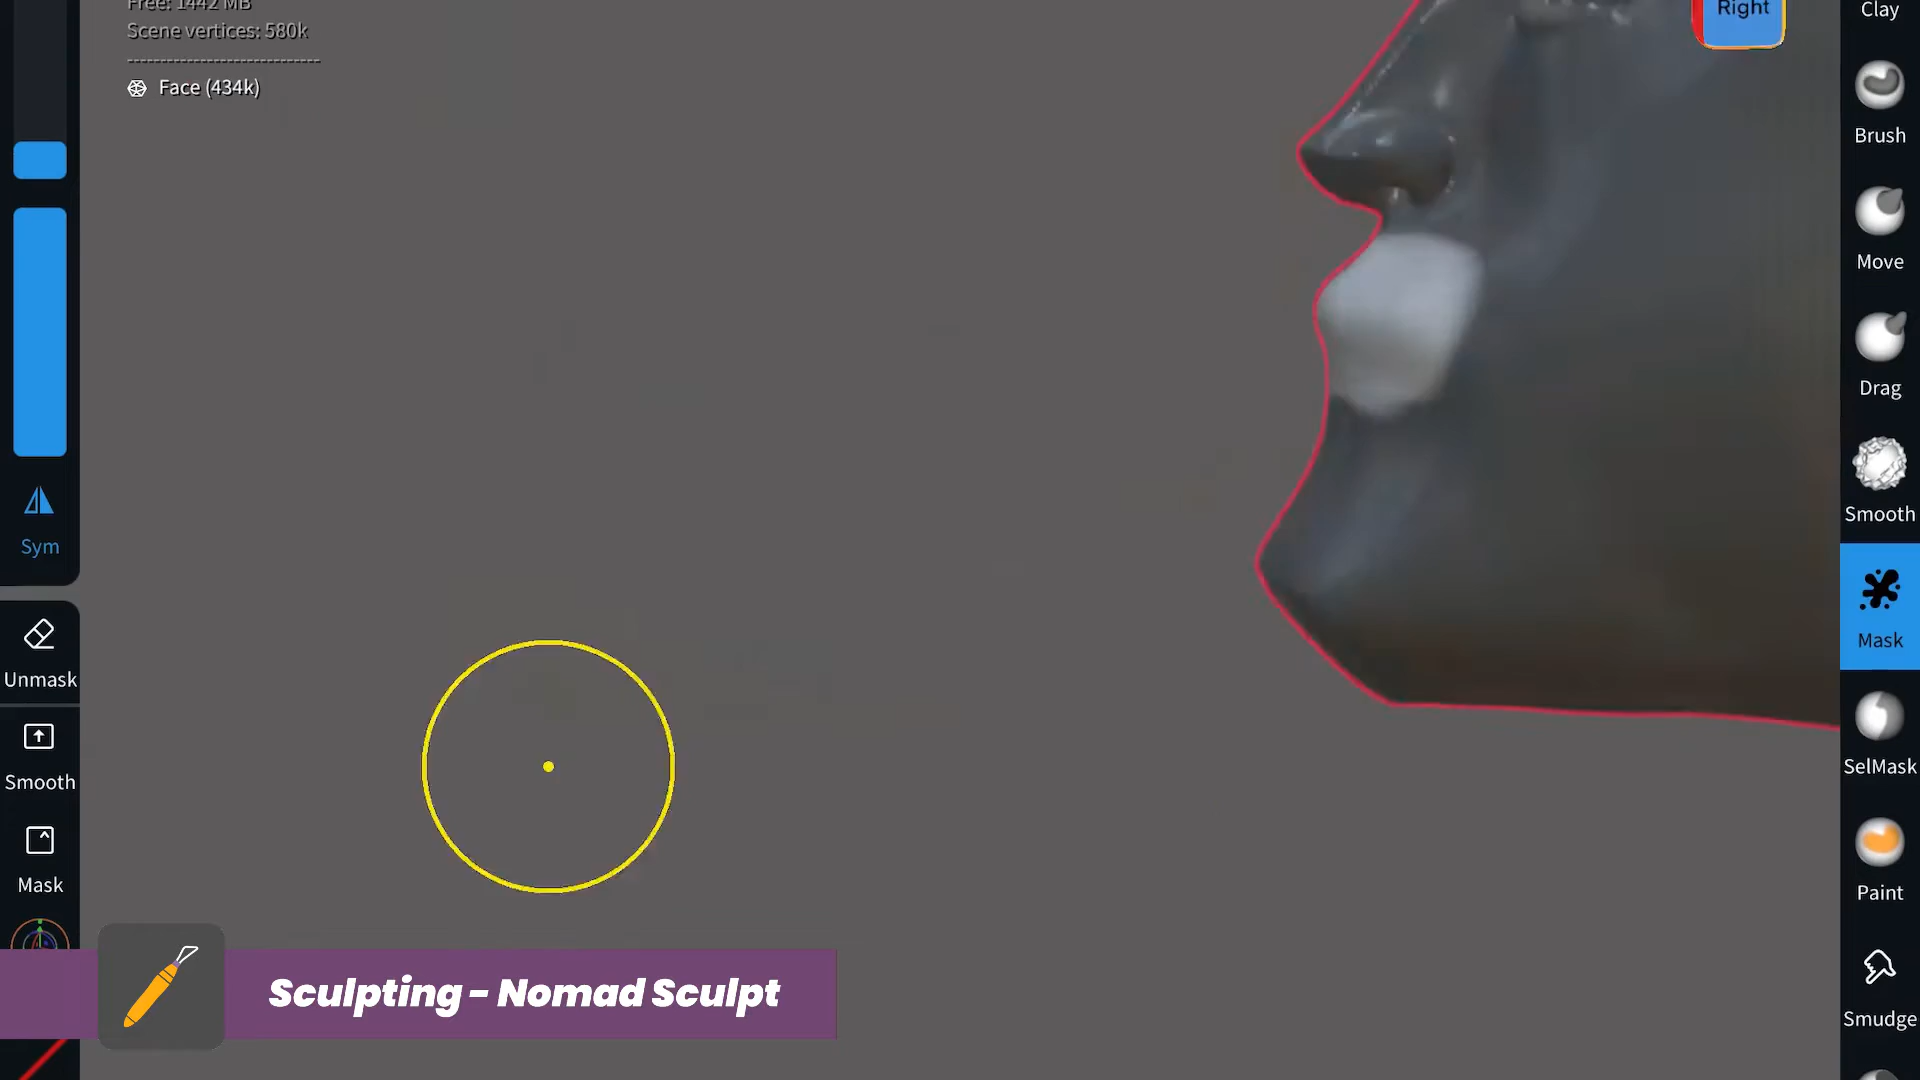 Free: 1442 MB
Scene vertices: 580k
----------------------------
Face (434k)
Right
Clay
Brush
Move
Drag
Smooth
Mask
SelMask
Paint
Smudge
Sym
Unmask
Smooth
Mask
Sculpting - Nomad Sculpt